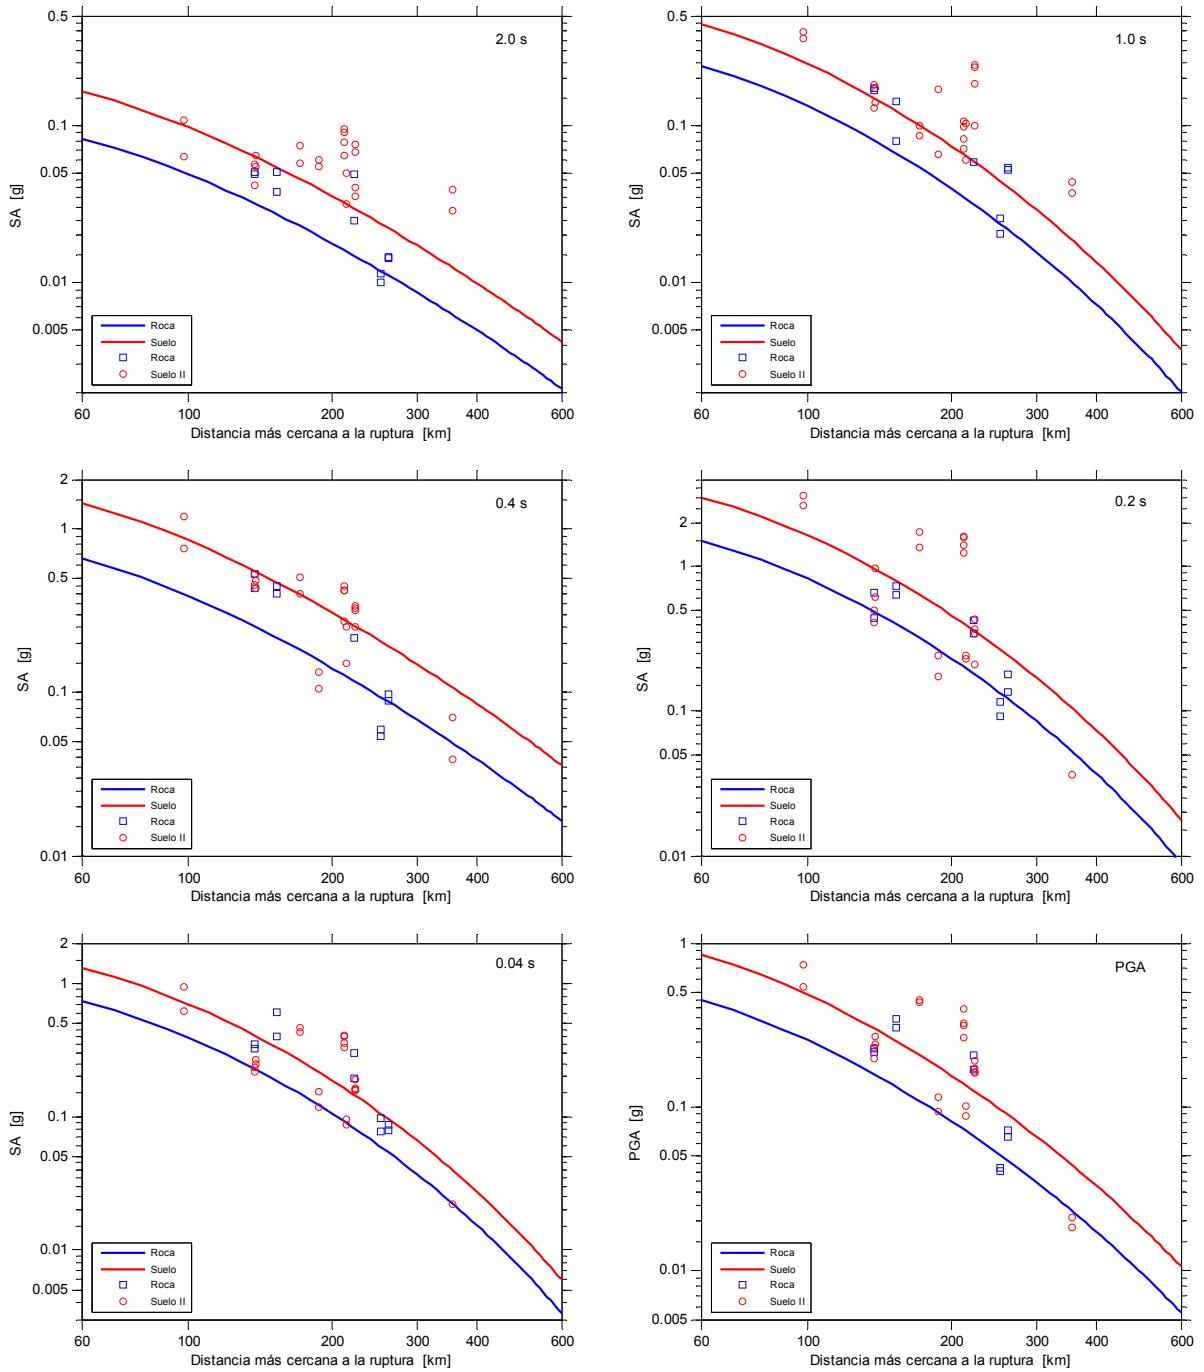 0.5
0.1
0.05
0.01
0.005
SA [g]
2.0 s
Roca
Suelo
Roca
Suelo II
60 100 200 300 400 600
Distancia más cercana a la ruptura [km]
0.5
0.1
0.05
0.01
0.005
SA [g]
1.0 s
Roca
Suelo
Roca
Suelo II
60 100 200 300 400 600
Distancia más cercana a la ruptura [km]
2
1
0.5
0.1
0.05
0.01
SA [g]
0.4 s
Roca
Suelo
Roca
Suelo II
60 100 200 300 400 600
Distancia más cercana a la ruptura [km]
2
1
0.5
0.1
0.05
0.01
SA [g]
0.2 s
Roca
Suelo
Roca
Suelo II
60 100 200 300 400 600
Distancia más cercana a la ruptura [km]
2
1
0.5
0.1
0.05
0.01
0.005
SA [g]
0.04 s
Roca
Suelo
Roca
Suelo II
60 100 200 300 400 600
Distancia más cercana a la ruptura [km]
1
0.5
0.1
0.05
0.01
0.005
PGA [g]
PGA
Roca
Suelo
Roca
Suelo II
60 100 200 300 400 600
Distancia más cercana a la ruptura [km]